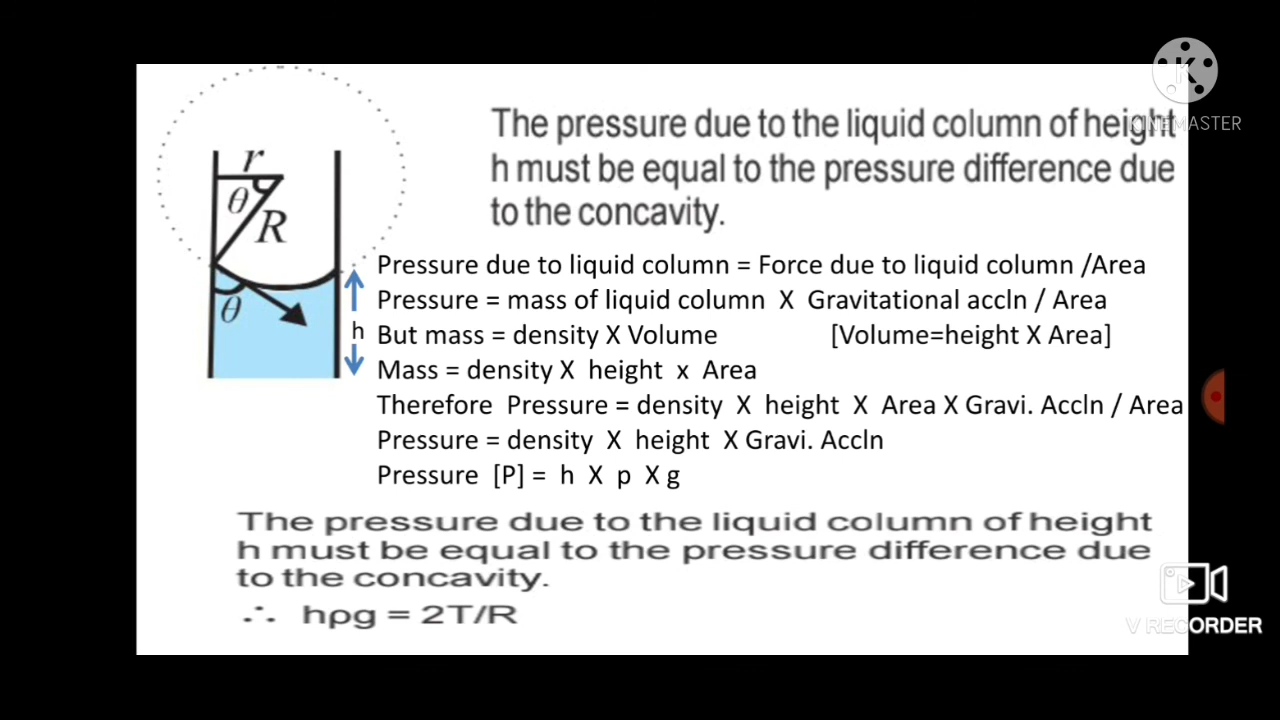 KINEMASTER
The pressure due to the liquid column of height
h must be equal to the pressure difference due
to the concavity.
r
θ
R
θ
h
Pressure due to liquid column = Force due to liquid column /Area
Pressure = mass of liquid column X Gravitational accln / Area
But mass = density X Volume [Volume=height X Area]
Mass = density X height x Area
Therefore Pressure = density X height X Area X Gravi. Accln / Area
Pressure = density X height X Gravi. Accln
Pressure [P] = h X p X g
The pressure due to the liquid column of height
h must be equal to the pressure difference due
to the concavity.
∴ hρg = 2T/R
V RECORDER